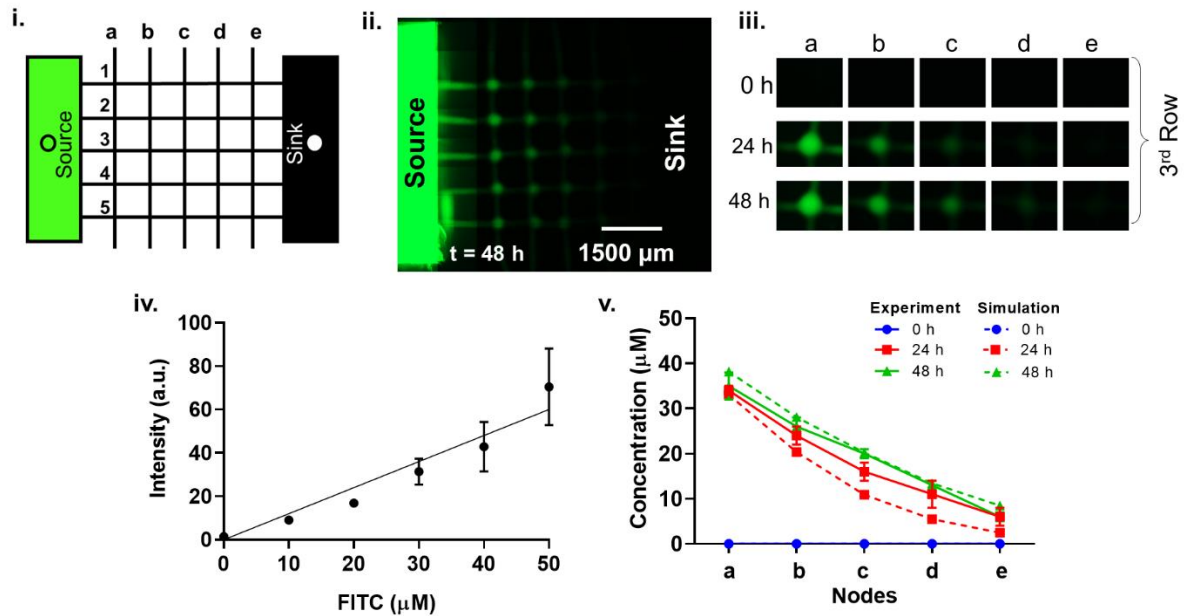 i.
a b c d e
1
2
3
4
5
Source
Sink
ii.
Source
Sink
t = 48 h
1500 µm
iii.
a b c d e
0 h
24 h
48 h
3rd Row
iv.
Intensity (a.u.)
100
80
60
40
20
0
0 10 20 30 40 50
FITC (µM)
v.
Experiment Simulation
0 h 0 h
24 h 24 h
48 h 48 h
Concentration (µM)
50
40
30
20
10
0
a b c d e
Nodes